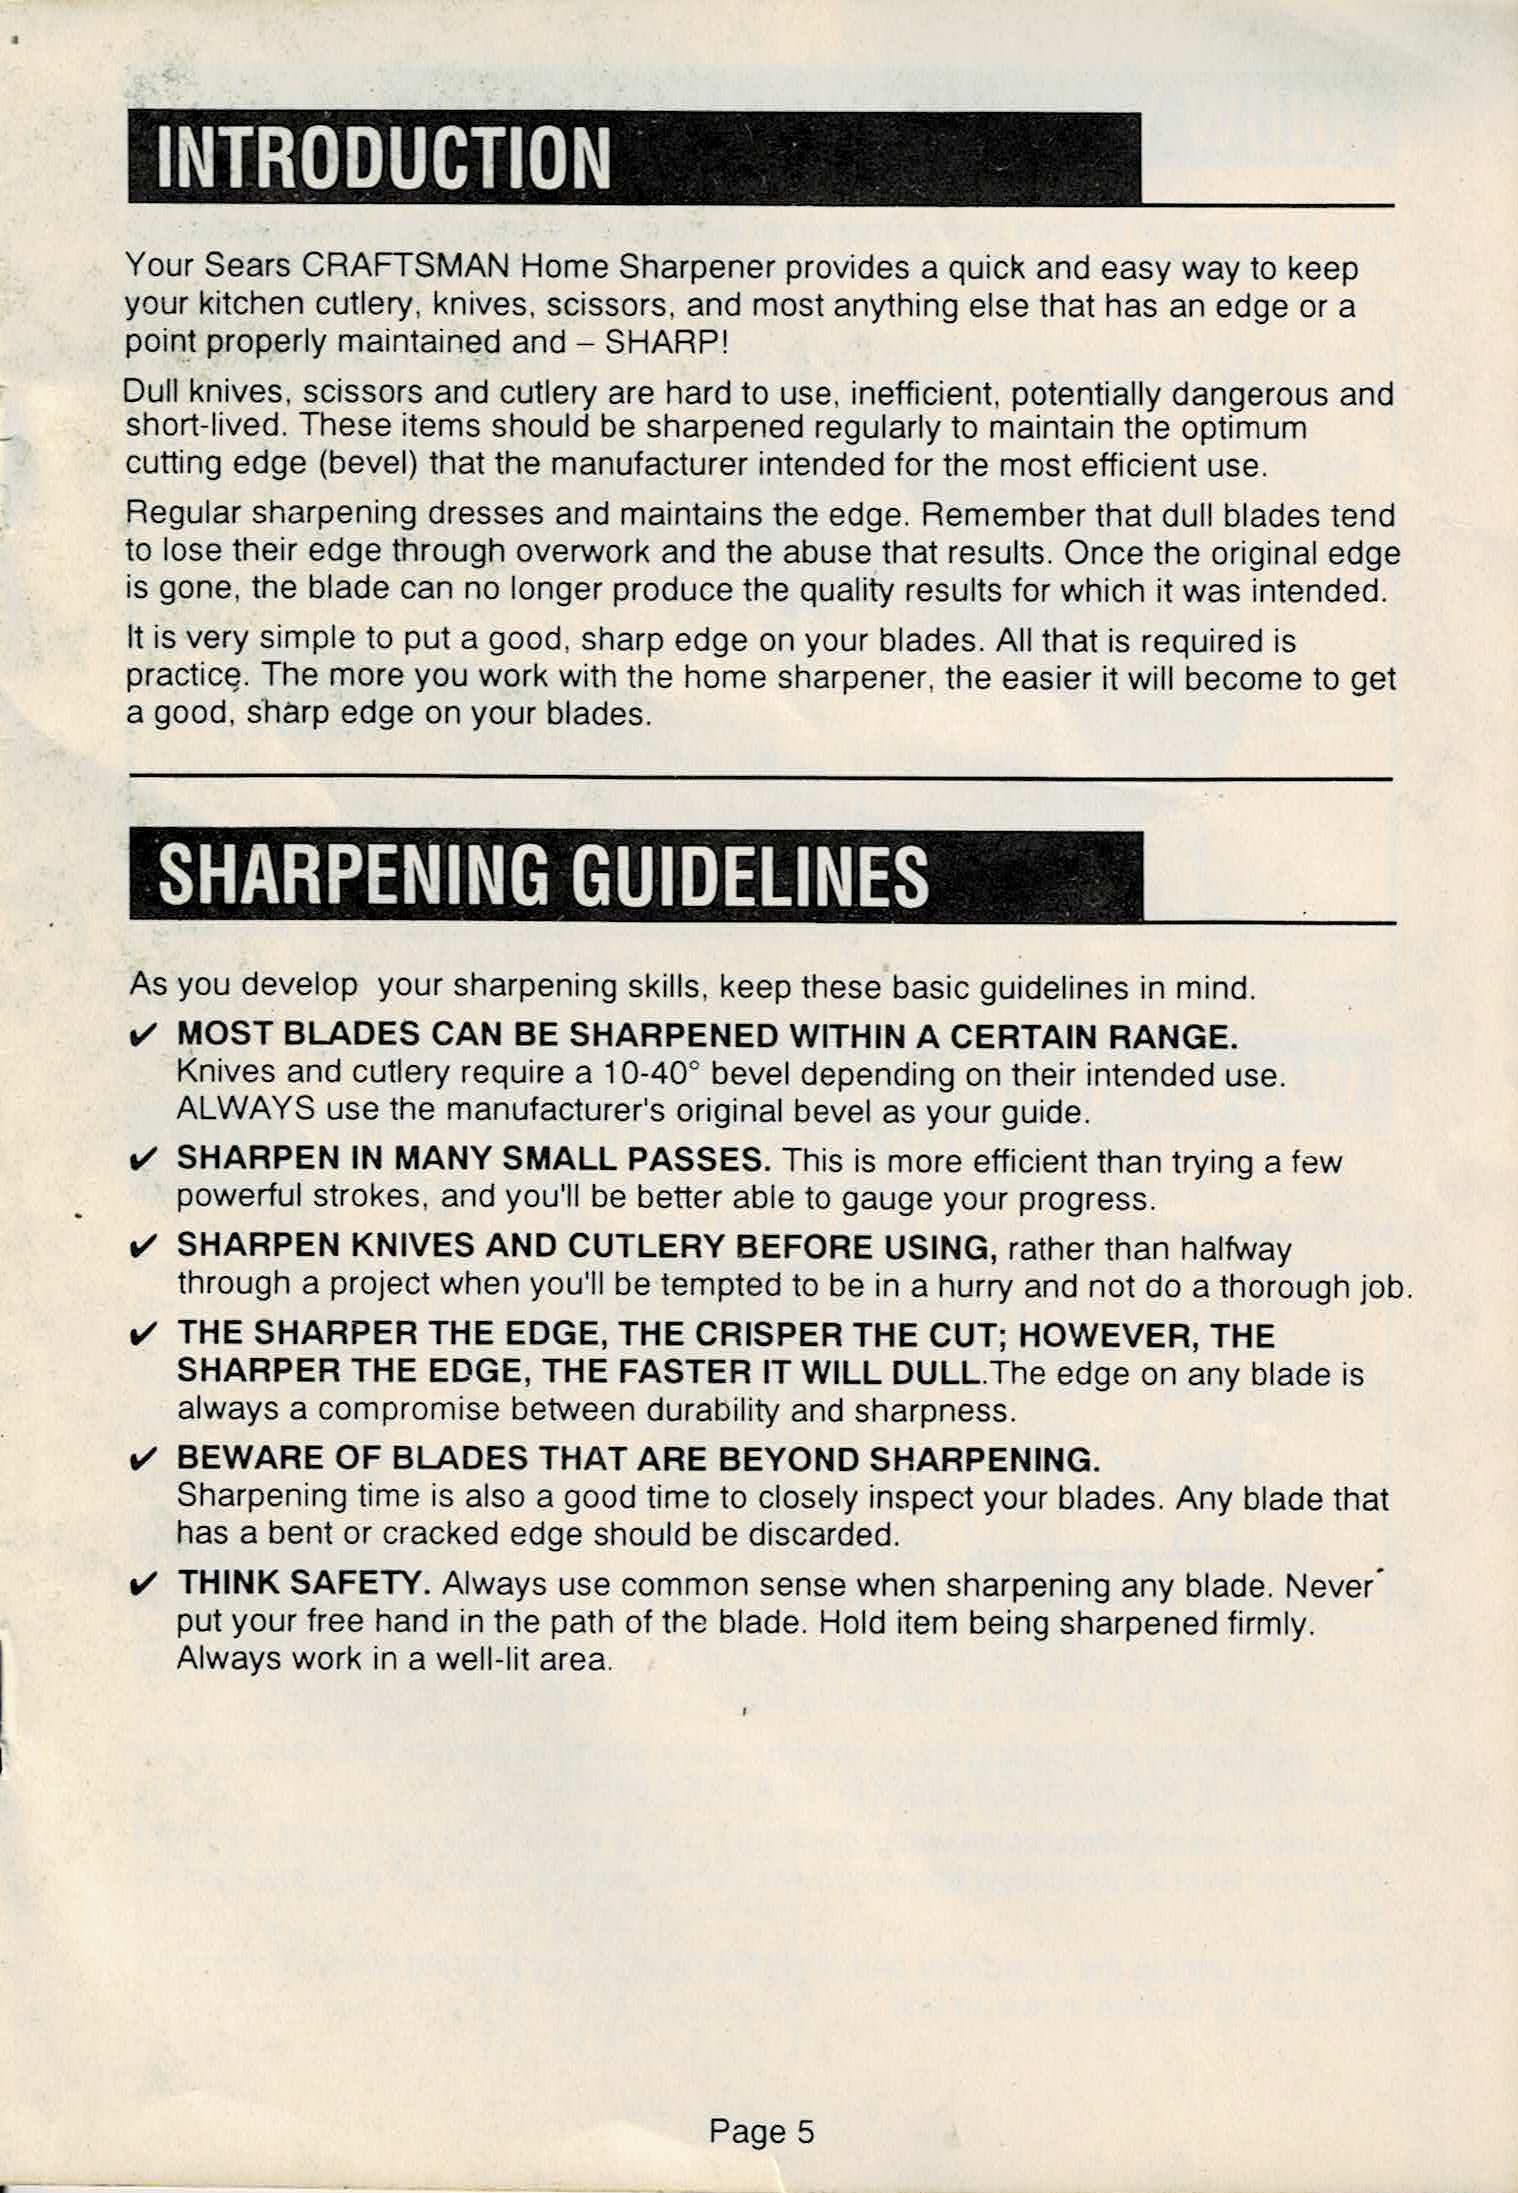 INTRODUCTION
Your Sears CRAFTSMAN Home Sharpener provides a quick and easy way to keep
your kitchen cutlery, knives, scissors, and most anything else that has an edge or a
point properly maintained and – SHARP!
Dull knives, scissors and cutlery are hard to use, inefficient, potentially dangerous and
short-lived. These items should be sharpened regularly to maintain the optimum
cutting edge (bevel) that the manufacturer intended for the most efficient use.
Regular sharpening dresses and maintains the edge. Remember that dull blades tend
to lose their edge through overwork and the abuse that results. Once the original edge
is gone, the blade can no longer produce the quality results for which it was intended.
It is very simple to put a good, sharp edge on your blades. All that is required is
practice. The more you work with the home sharpener, the easier it will become to get
a good, sharp edge on your blades.
SHARPENING GUIDELINES
As you develop your sharpening skills, keep these basic guidelines in mind.
✔ MOST BLADES CAN BE SHARPENED WITHIN A CERTAIN RANGE.
Knives and cutlery require a 10-40° bevel depending on their intended use.
ALWAYS use the manufacturer's original bevel as your guide.
✔ SHARPEN IN MANY SMALL PASSES. This is more efficient than trying a few
powerful strokes, and you'll be better able to gauge your progress.
✔ SHARPEN KNIVES AND CUTLERY BEFORE USING, rather than halfway
through a project when you'll be tempted to be in a hurry and not do a thorough job.
✔ THE SHARPER THE EDGE, THE CRISPER THE CUT; HOWEVER, THE
SHARPER THE EDGE, THE FASTER IT WILL DULL.The edge on any blade is
always a compromise between durability and sharpness.
✔ BEWARE OF BLADES THAT ARE BEYOND SHARPENING.
Sharpening time is also a good time to closely inspect your blades. Any blade that
has a bent or cracked edge should be discarded.
✔ THINK SAFETY. Always use common sense when sharpening any blade. Never
put your free hand in the path of the blade. Hold item being sharpened firmly.
Always work in a well-lit area.
Page 5